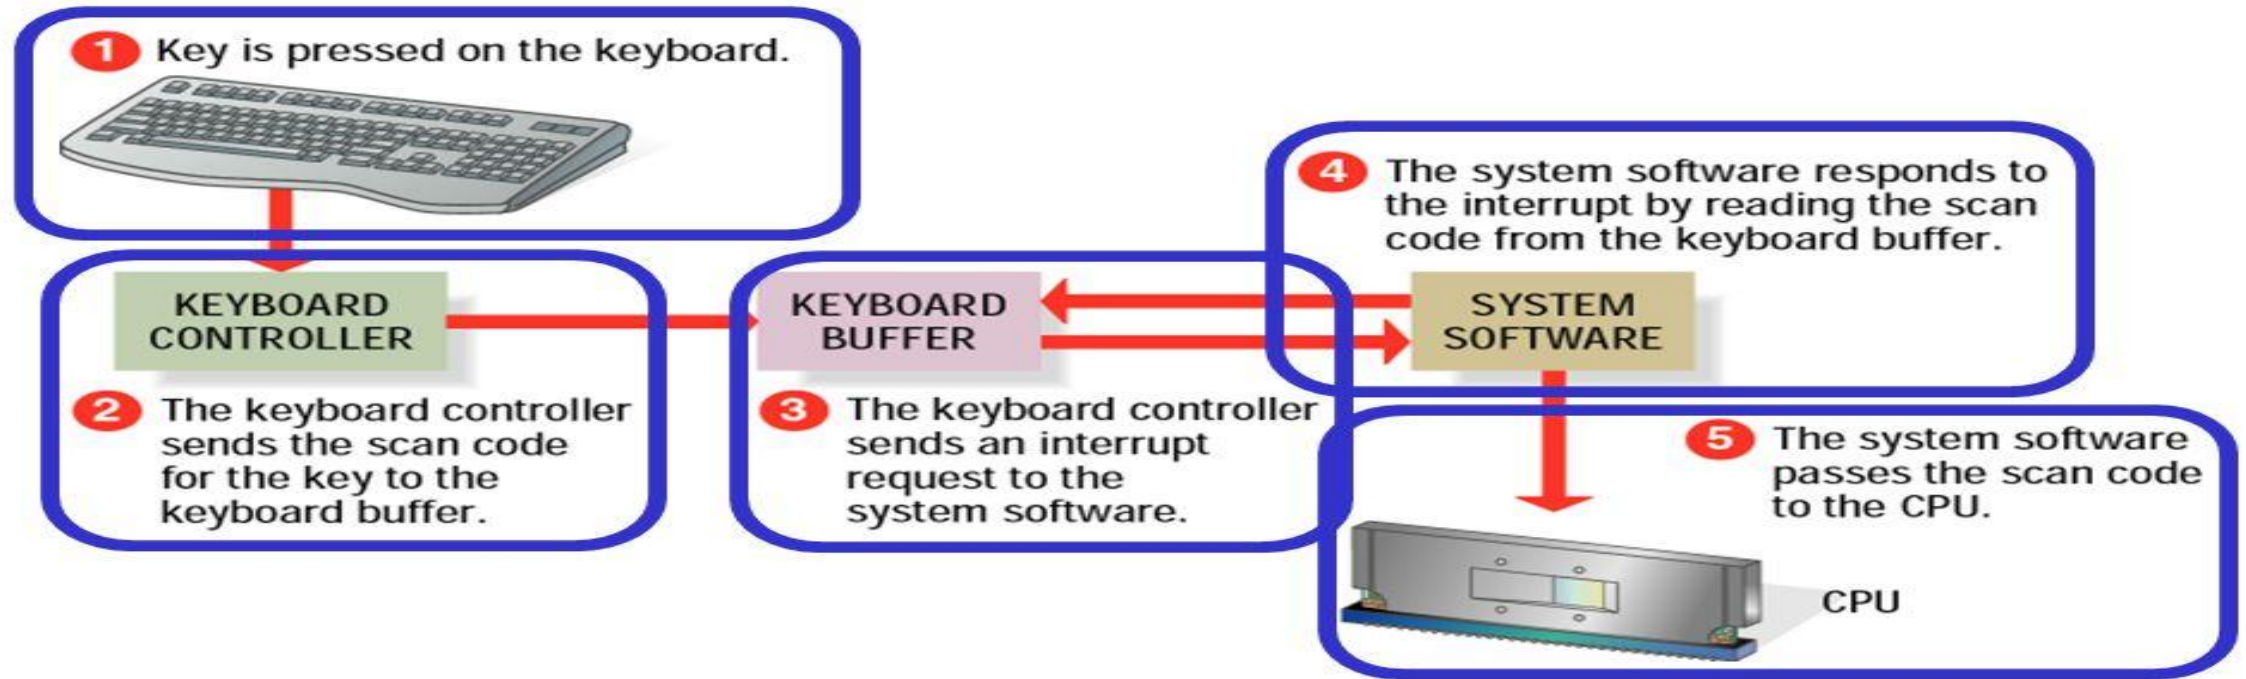 1 Key is pressed on the keyboard.
KEYBOARD
CONTROLLER
2 The keyboard controller
sends the scan code
for the key to the
keyboard buffer.
KEYBOARD
BUFFER
3 The keyboard controller
sends an interrupt
request to the
system software.
4 The system software responds to
the interrupt by reading the scan
code from the keyboard buffer.
SYSTEM
SOFTWARE
5 The system software
passes the scan code
to the CPU.
CPU